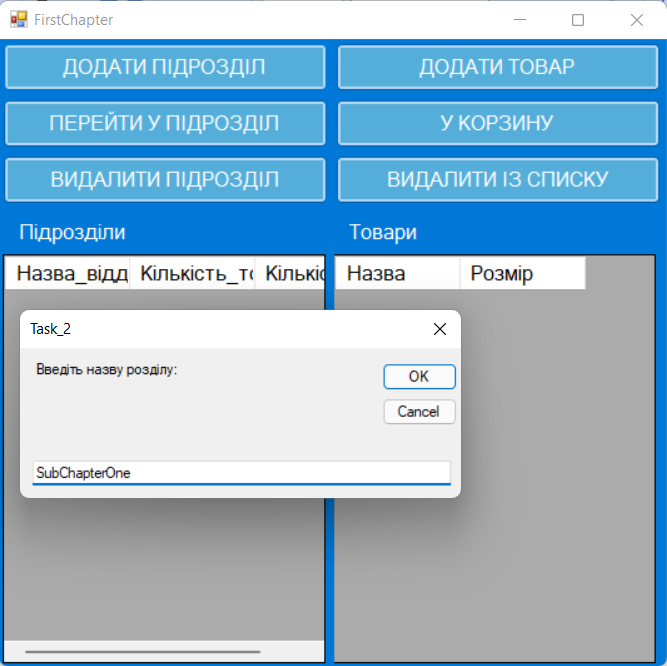 FirstChapter
ДОДАТИ ПІДРОЗДІЛ
ДОДАТИ ТОВАР
ПЕРЕЙТИ У ПІДРОЗДІЛ
У КОРЗИНУ
ВИДАЛИТИ ПІДРОЗДІЛ
ВИДАЛИТИ ІЗ СПИСКУ
Підрозділи
Товари
Назва_відд Кількість_то Кількіс
Назва Розмір
Task_2
Введіть назву розділу:
OK
Cancel
SubChapterOne